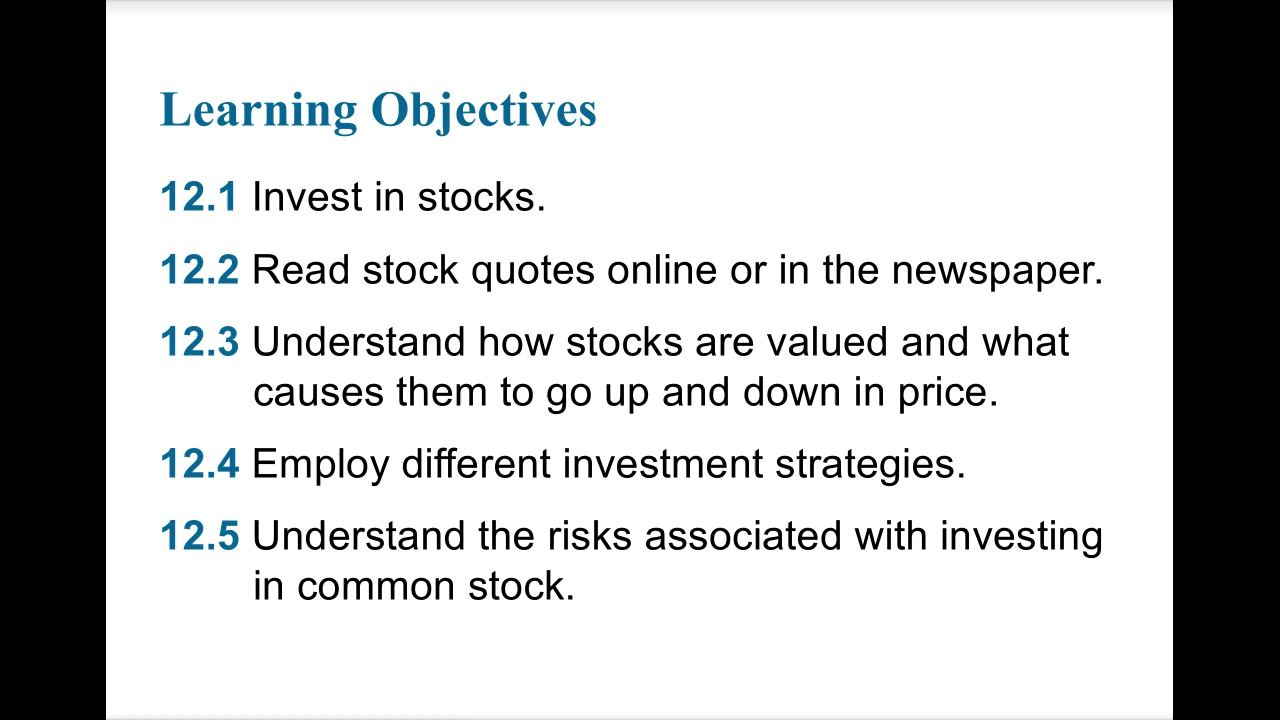 Learning Objectives
12.1 Invest in stocks.
12.2 Read stock quotes online or in the newspaper.
12.3 Understand how stocks are valued and what
causes them to go up and down in price.
12.4 Employ different investment strategies.
12.5 Understand the risks associated with investing
in common stock.